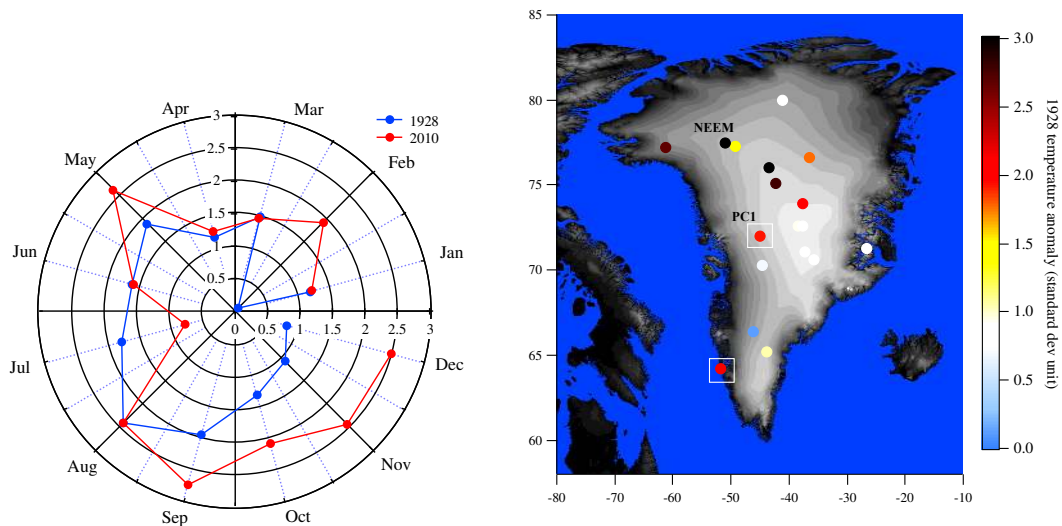 Apr
Mar
1928
2010
May
Feb
Jun
Jan
Jul
Dec
Aug
Nov
Sep
Oct
3
2.5
2
1.5
1
0.5
0
0 0.5 1 1.5 2 2.5 3
85
80
75
70
65
60
-80 -70 -60 -50 -40 -30 -20 -10
NEEM
PC1
3.0
2.5
2.0
1.5
1.0
0.5
0.0
1928 temperature anomaly (standard dev unit)